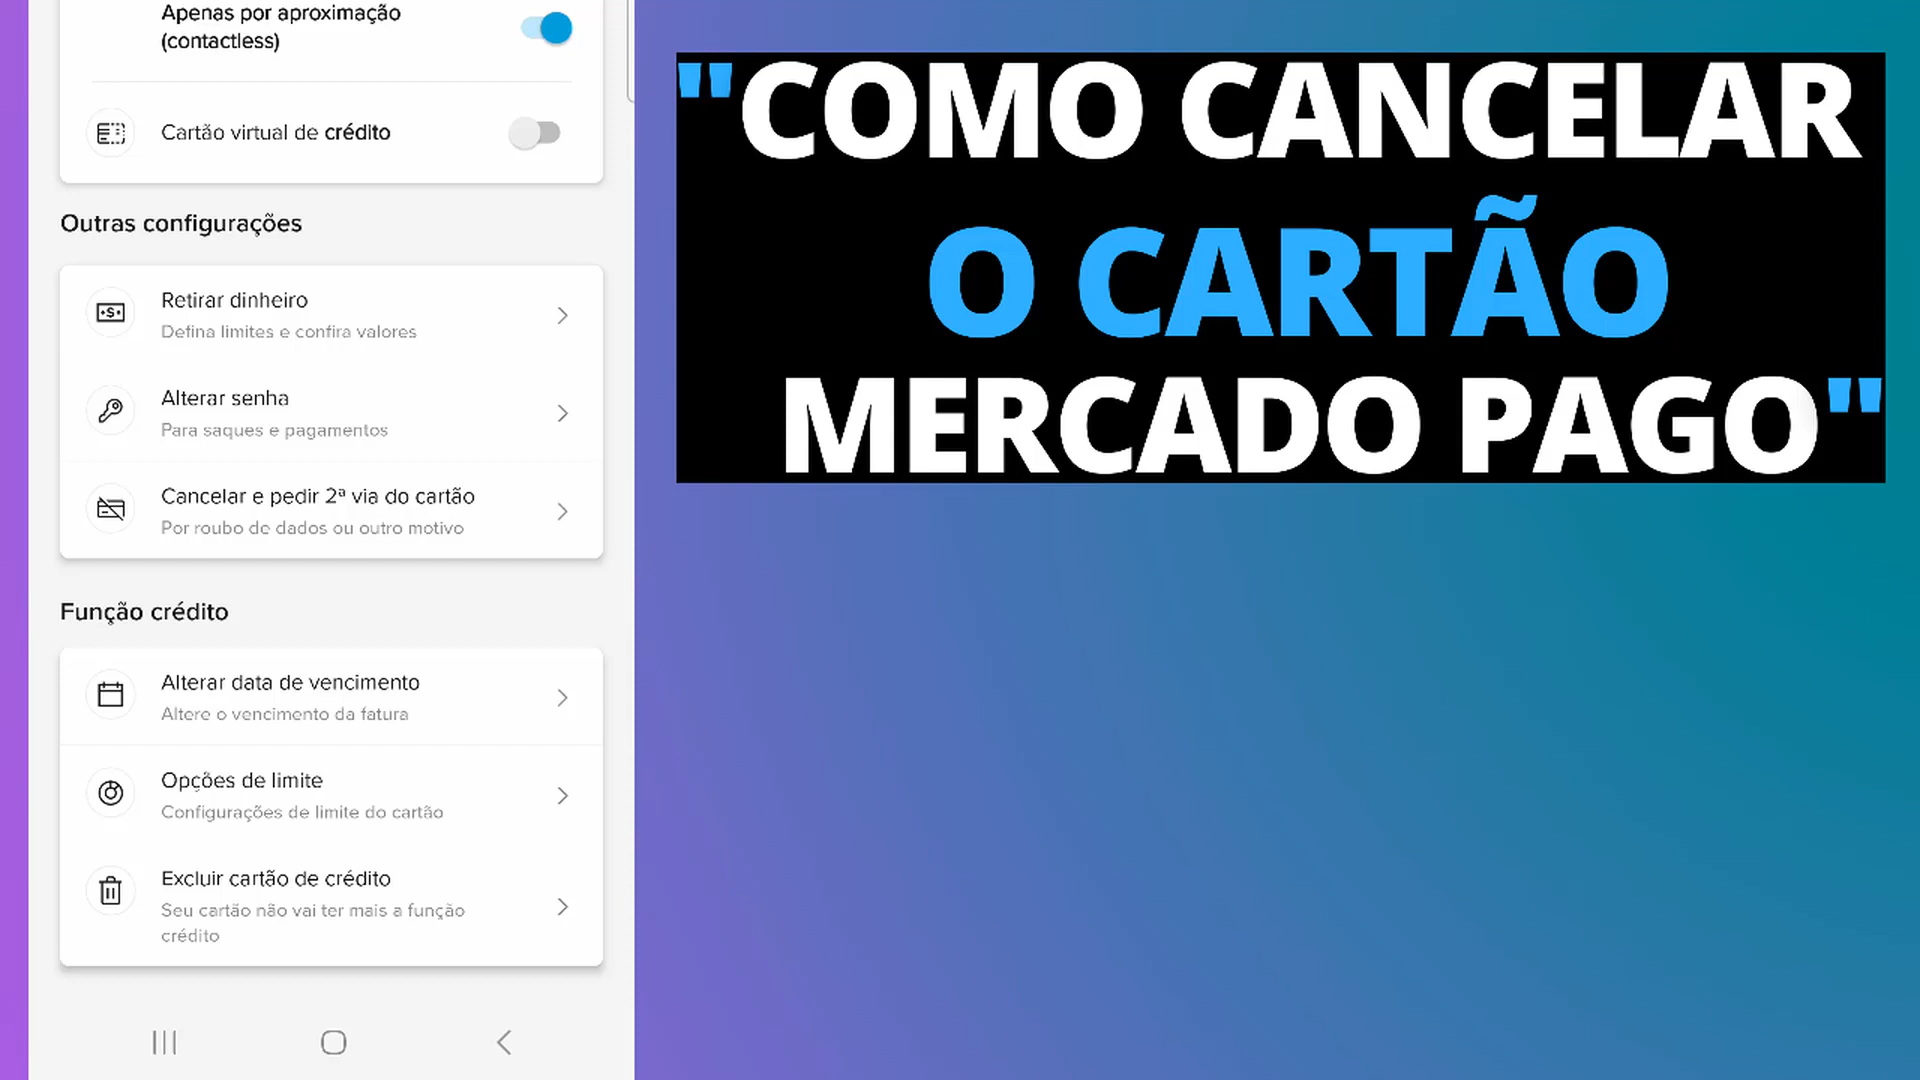 Apenas por aproximação
(contactless)
Cartão virtual de crédito
Outras configurações
Retirar dinheiro
Defina limites e confira valores
Alterar senha
Para saques e pagamentos
Cancelar e pedir 2ª via do cartão
Por roubo de dados ou outro motivo
Função crédito
Alterar data de vencimento
Altere o vencimento da fatura
Opções de limite
Configurações de limite do cartão
Excluir cartão de crédito
Seu cartão não vai ter mais a função
crédito
"COMO CANCELAR
O CARTÃO
MERCADO PAGO"